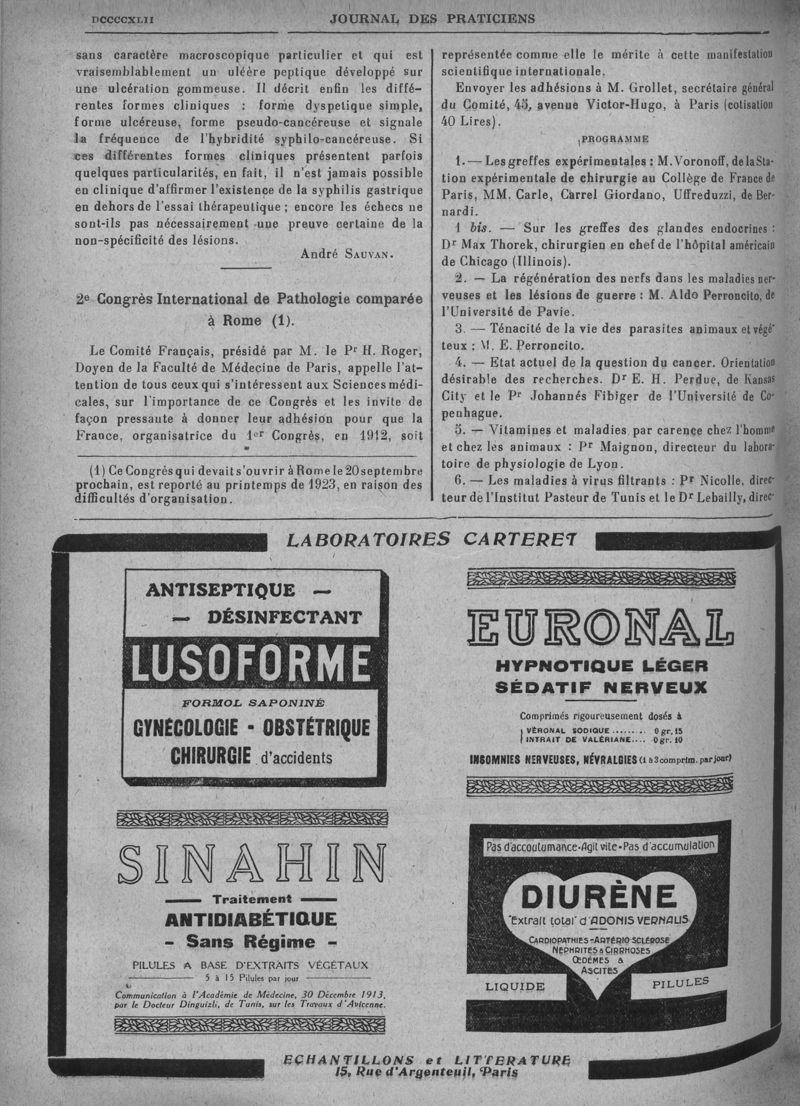 DCCCCXLII
JOURNAL DES PRATICIENS
sans caractère macroscopique particulier et qui est
vraisemblablement un ulcère peptique développé sur
une ulcération gommeuse. Il décrit enfin les diffé-
rentes formes cliniques : forme dyspetique simple,
forme ulcéreuse, forme pseudo-cancéreuse et signale
la fréquence de l'hybridité syphilo-cancéreuse. Si
ces différentes formes cliniques présentent parfois
quelques particularités, en fait, il n'est jamais possible
en clinique d'affirmer l'existence de la syphilis gastrique
en dehors de l'essai thérapeutique ; encore les échecs ne
sont-ils pas nécessairement une preuve certaine de la
non-spécificité des lésions.
André SAUVAN.
2e Congrès International de Pathologie comparée
à Rome (1).
Le Comité Français, présidé par M. le Pr H. Roger,
Doyen de la Faculté de Médecine de Paris, appelle l'at-
tention de tous ceux qui s'intéressent aux Sciences médi-
cales, sur l'importance de ce Congrès et les invite de
façon pressante à donner leur adhésion pour que la
France, organisatrice du 1er Congrès, en 1912, soit
(1) Ce Congrès qui devait s'ouvrir à Rome le 20 septembre
prochain, est reporté au printemps de 1923, en raison des
difficultés d'organisation.
représentée comme elle le mérite à cette manifestation
scientifique internationale.
Envoyer les adhésions à M. Grollet, secrétaire général
du Comité, 45, avenue Victor-Hugo, à Paris (cotisation
40 Lires).
PROGRAMME
1. — Les greffes expérimentales : M. Voronoff, de la Sta-
tion expérimentale de chirurgie au Collège de France de
Paris, MM. Carle, Carrel Giordano, Uffreduzzi, de Ber-
nardi.
1 bis. — Sur les greffes des glandes endocrines :
Dr Max Thorek, chirurgien en chef de l'hôpital américain
de Chicago (Illinois).
2. — La régénération des nerfs dans les maladies ner-
veuses et les lésions de guerre : M. Aldo Perroncito, de
l'Université de Pavie.
3. — Ténacité de la vie des parasites animaux et végé-
teux : M. E. Perroncito.
4. — Etat actuel de la question du cancer. Orientation
désirable des recherches. Dr E. H. Perdue, de Kansas
City et le Pr Johannés Fibiger de l'Université de Co-
penhague.
5. — Vitamines et maladies par carence chez l'homme
et chez les animaux : Pr Maignon, directeur du labora-
toire de physiologie de Lyon.
6. — Les maladies à virus filtrants : Pr Nicolle, direc-
teur de l'Institut Pasteur de Tunis et le Dr Lebailly, direc-
LABORATOIRES CARTERET
ANTISEPTIQUE —
— DÉSINFECTANT
LUSOFORME
FORMOL SAPONINÉ
GYNÉCOLOGIE - OBSTÉTRIQUE
CHIRURGIE d'accidents
EURONAL
HYPNOTIQUE LÉGER
SÉDATIF NERVEUX
Comprimés rigoureusement dosés à
VÉRONAL SODIQUE........ 0 gr. 15
INTRAIT DE VALÉRIANE.... 0 gr. 10
INSOMNIES NERVEUSES, NÉVRALGIES (1 à 3 comprim. par jour)
SINAHIN
Traitement
ANTIDIABÉTIQUE
- Sans Régime -
PILULES A BASE D'EXTRAITS VÉGÉTAUX
5 à 15 Pilules par jour
Communication à l'Académie de Médecine, 30 Décembre 1913,
par le Docteur Dinguizli, de Tunis, sur les Travaux d'Avicenne.
Pas d'accoutumance - Agit vite - Pas d'accumulation
DIURÈNE
"Extrait total" d'ADONIS VERNALIS
CARDIOPATHIES - ARTÉRIO-SCLÉROSE
NEPHRITES & CIRRHOSES
ŒDÈMES &
ASCITES
LIQUIDE
PILULES
ECHANTILLONS et LITTERATURE
15, Rue d'Argenteuil, Paris